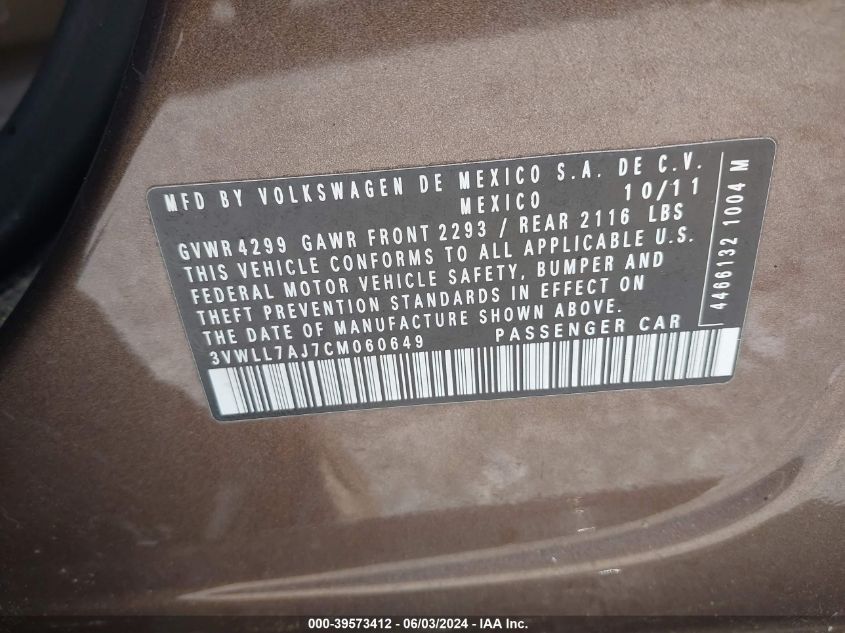 MFD BY VOLKSWAGEN DE MEXICO S.A. DE C.V.
MEXICO 10/11
GVWR 4299 GAWR FRONT 2293 / REAR 2116 LBS
THIS VEHICLE CONFORMS TO ALL APPLICABLE U.S.
FEDERAL MOTOR VEHICLE SAFETY, BUMPER AND
THEFT PREVENTION STANDARDS IN EFFECT ON
THE DATE OF MANUFACTURE SHOWN ABOVE.
3VWLL7AJ7CM060649 PASSENGER CAR
4466132 1004 M
000-39573412 - 06/03/2024 - IAA Inc.